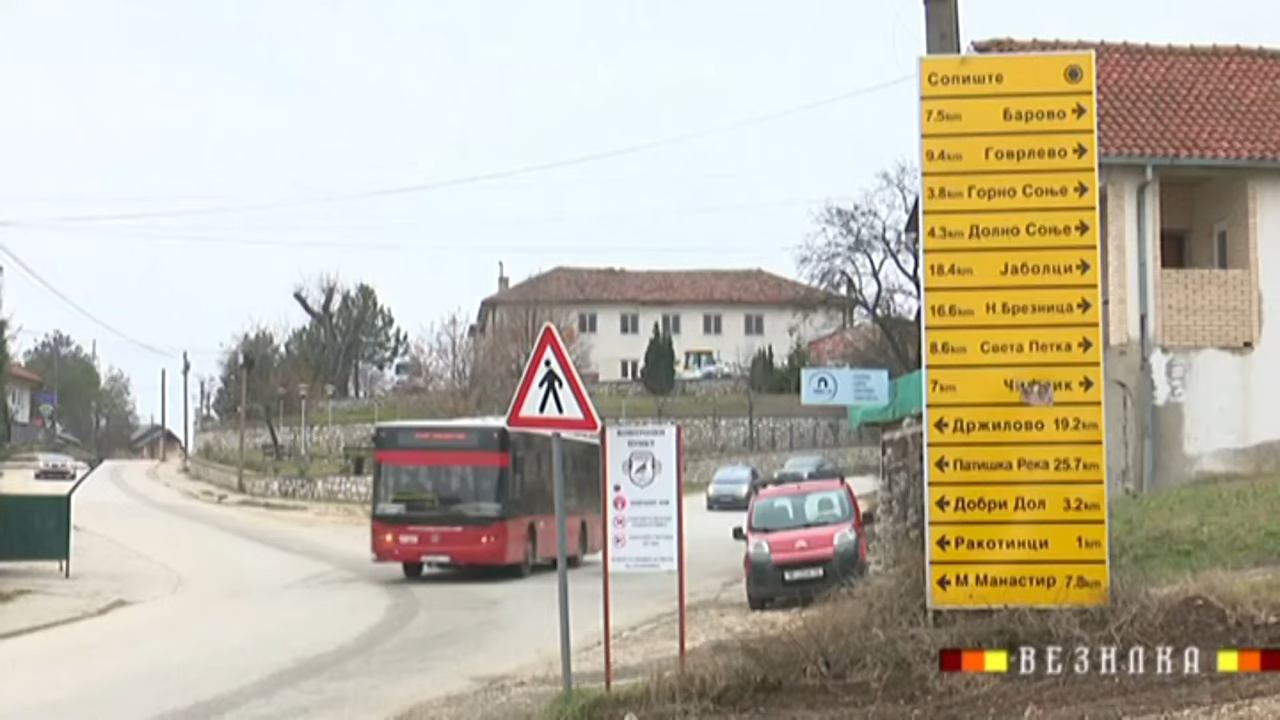 Сопиште
7.5km Барово
9.4km Говрлево
3.8km Горно Соње
4.3km Долно Соње
18.4km Јаболци
16.6km Н.Брезница
8.6km Света Петка
7km
Држилово 19.2km
Патишка Река 25.7km
Добри Дол 3.2km
Ракотинци 1km
М.Манастир 7.8km
ВЕЗИЛКА